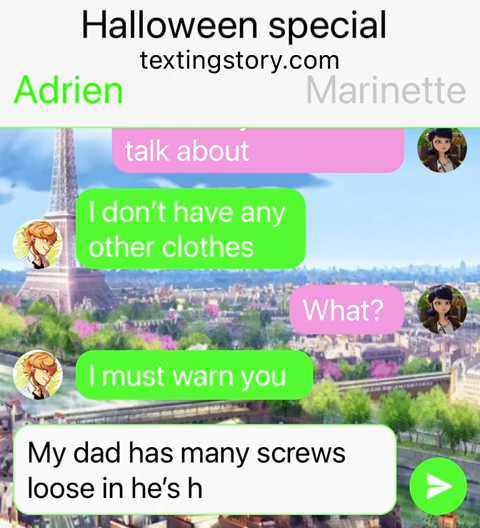 Halloween special
textingstory.com
Adrien Marinette
talk about
I don't have any
other clothes
What?
I must warn you
My dad has many screws
loose in he's h